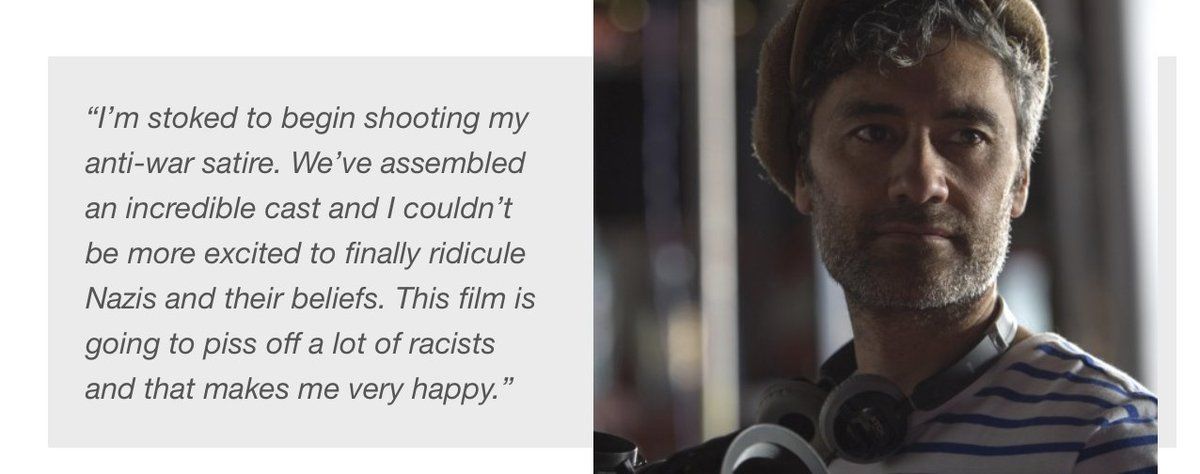 “I’m stoked to begin shooting my
anti-war satire. We’ve assembled
an incredible cast and I couldn’t
be more excited to finally ridicule
Nazis and their beliefs. This film is
going to piss off a lot of racists
and that makes me very happy.”